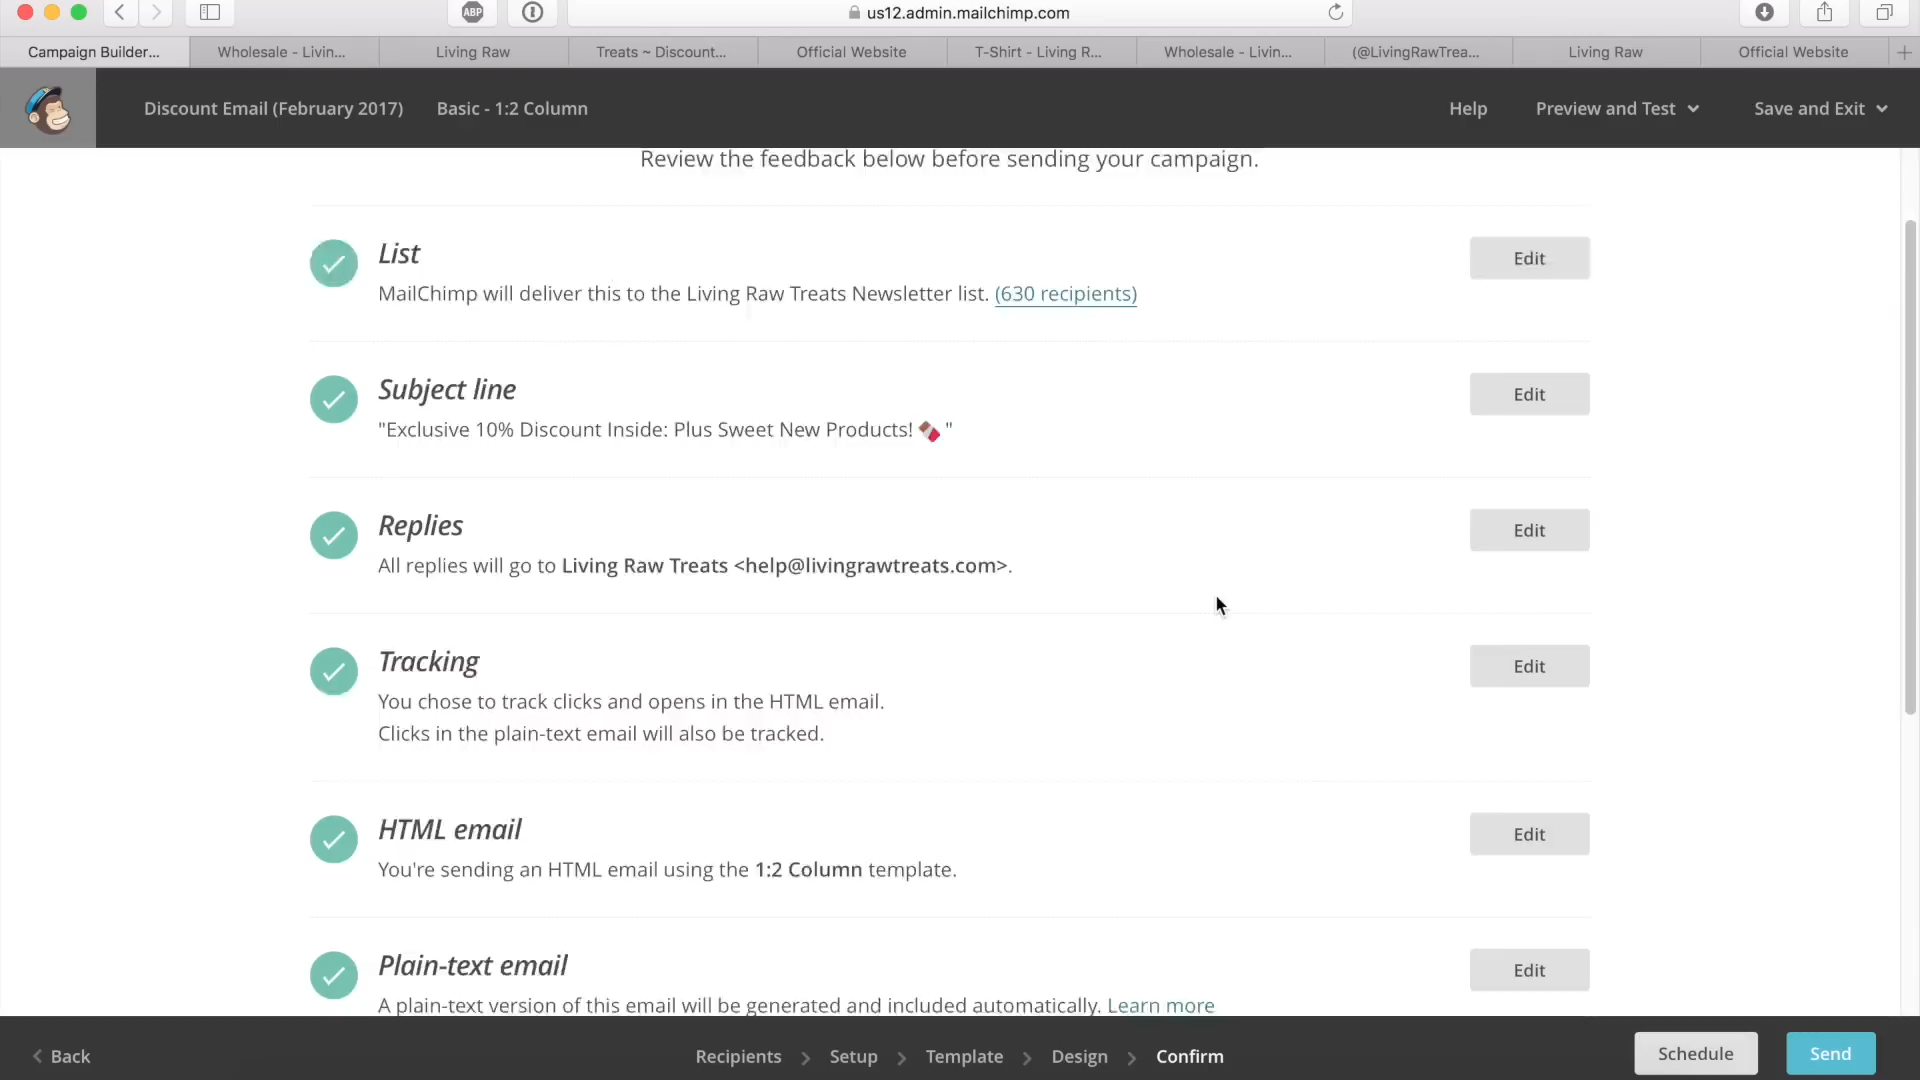 ABP
us12.admin.mailchimp.com
Campaign Builder...
Wholesale - Livin...
Living Raw
Treats ~ Discount...
Official Website
T-Shirt - Living R...
Wholesale - Livin...
(@LivingRawTrea...
Living Raw
Official Website
Discount Email (February 2017)
Basic - 1:2 Column
Help
Preview and Test
Save and Exit
Review the feedback below before sending your campaign.
List
Edit
MailChimp will deliver this to the Living Raw Treats Newsletter list. (630 recipients)
Subject line
Edit
"Exclusive 10% Discount Inside: Plus Sweet New Products! 🍫 "
Replies
Edit
All replies will go to Living Raw Treats <help@livingrawtreats.com>.
Tracking
Edit
You chose to track clicks and opens in the HTML email.
Clicks in the plain-text email will also be tracked.
HTML email
Edit
You're sending an HTML email using the 1:2 Column template.
Plain-text email
Edit
A plain-text version of this email will be generated and included automatically. Learn more
Back
Recipients
Setup
Template
Design
Confirm
Schedule
Send